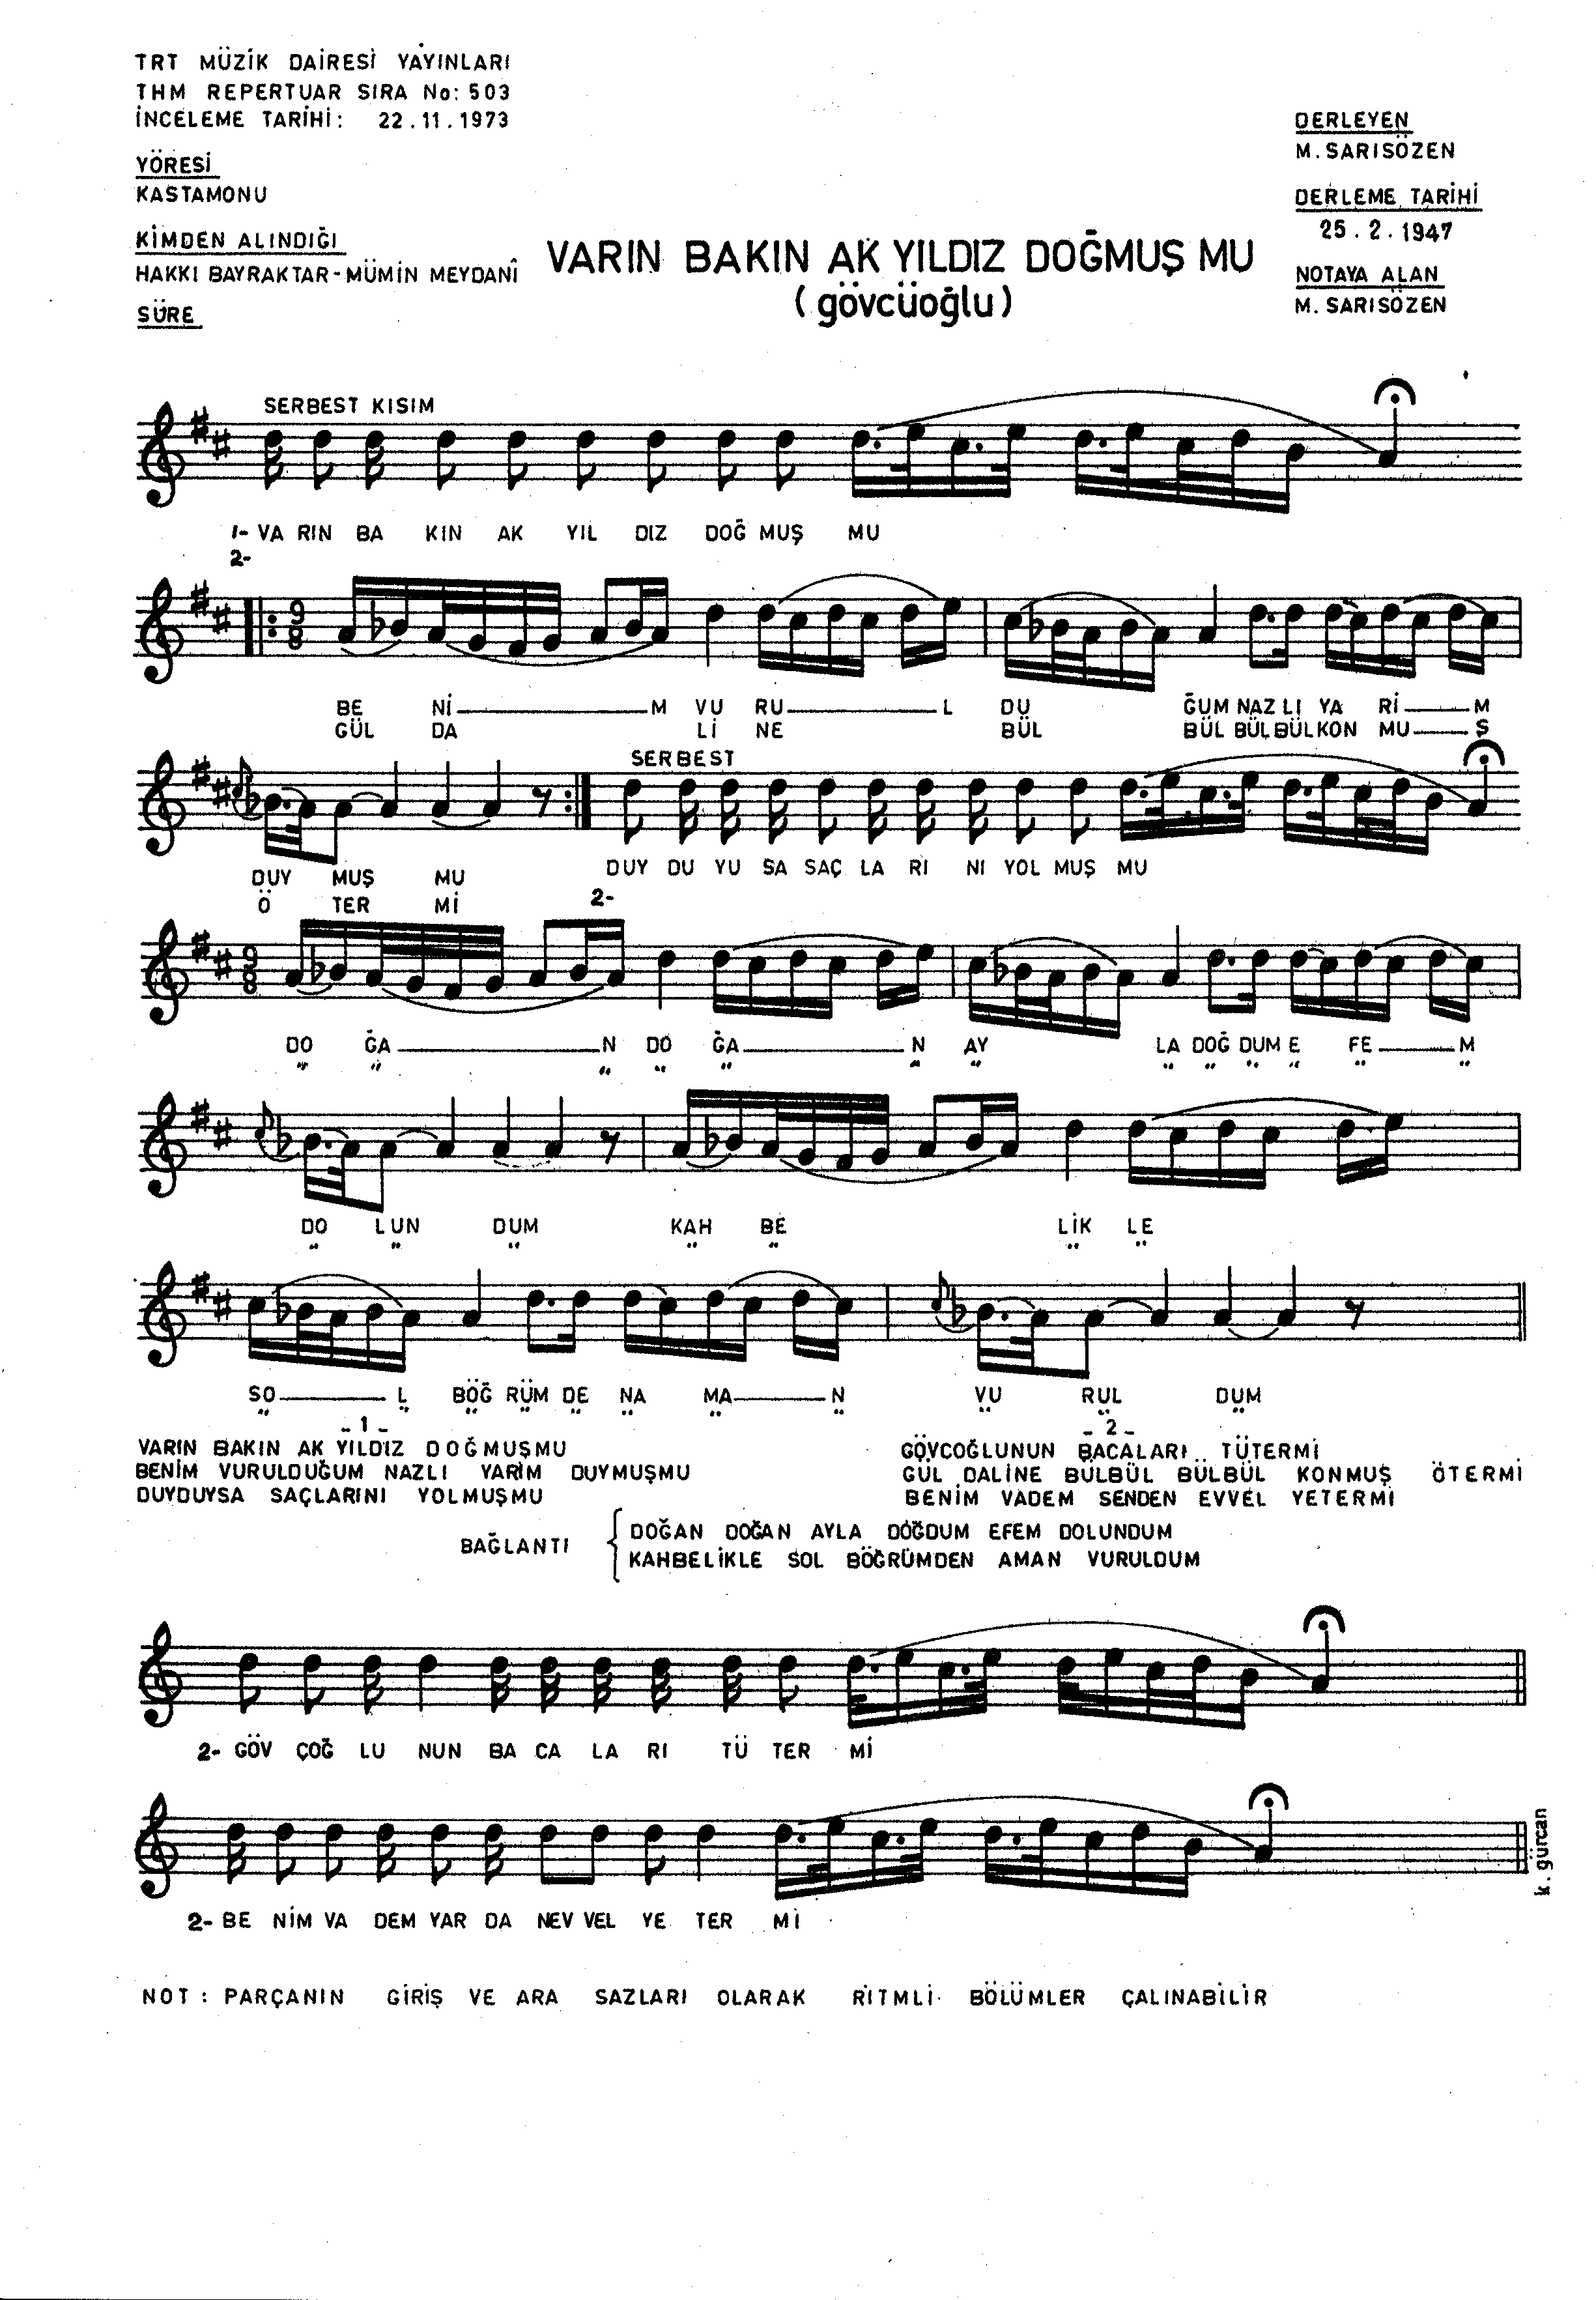 TRT MÜZİK DAİRESİ YAYINLARI
THM REPERTUAR SIRA No: 503
İNCELEME TARİHİ: 22.11.1973
YÖRESİ
KASTAMONU
KİMDEN ALINDIĞI
HAKKI BAYRAKTAR-MÜMİN MEYDANÎ
SÜRE
DERLEYEN
M. SARISÖZEN
DERLEME TARİHİ
25.2.1947
NOTAYA ALAN
M. SARISÖZEN
VARIN BAKIN AK YILDIZ DOĞMUŞ MU
(gövcüoğlu)
SERBEST KISIM
1- VA RIN BA KIN AK YIL DIZ DOĞ MUŞ MU
2-
9/8
BE Nİ M VU RU L DU ĞUM NAZ LI YA Rİ M
GÜL DA Lİ NE BÜL BÜL BÜL BÜL KON MU Ş
SERBEST
DUY DU YU SA SAÇ LA RI NI YOL MUŞ MU
DUY MUŞ MU
Ö TER Mİ 2-
9/8
DO ĞA N DO ĞA N AY LA DOĞ DUM E FE M
" " " " " " " " " " " " "
DO LUN DUM KAH BE LİK LE
" " " " " " "
SO L BÖĞ RÜM DE NA MA N VU RUL DUM
" " " " " " " " " " "
- 1 -
VARIN BAKIN AK YILDIZ DOĞMUŞMU
BENİM VURULDUĞUM NAZLI YARİM DUYMUŞMU
DUYDUYSA SAÇLARINI YOLMUŞMU
- 2 -
GÖVCOĞLUNUN BACALARI TÜTERMİ
GÜL DALİNE BÜLBÜL BÜLBÜL KONMUŞ ÖTERMİ
BENİM VADEM SENDEN EVVEL YETERMİ
BAĞLANTI
DOĞAN DOĞAN AYLA DOĞDUM EFEM DOLUNDUM
KAHBELİKLE SOL BÖĞRÜMDEN AMAN VURULDUM
2- GÖV ÇOĞ LU NUN BA CA LA RI TÜ TER Mİ
2- BE NİM VA DEM YAR DA NEV VEL YE TER Mİ
k. gürcan
NOT : PARÇANIN GİRİŞ VE ARA SAZLARI OLARAK RİTMLİ BÖLÜMLER ÇALINABİLİR